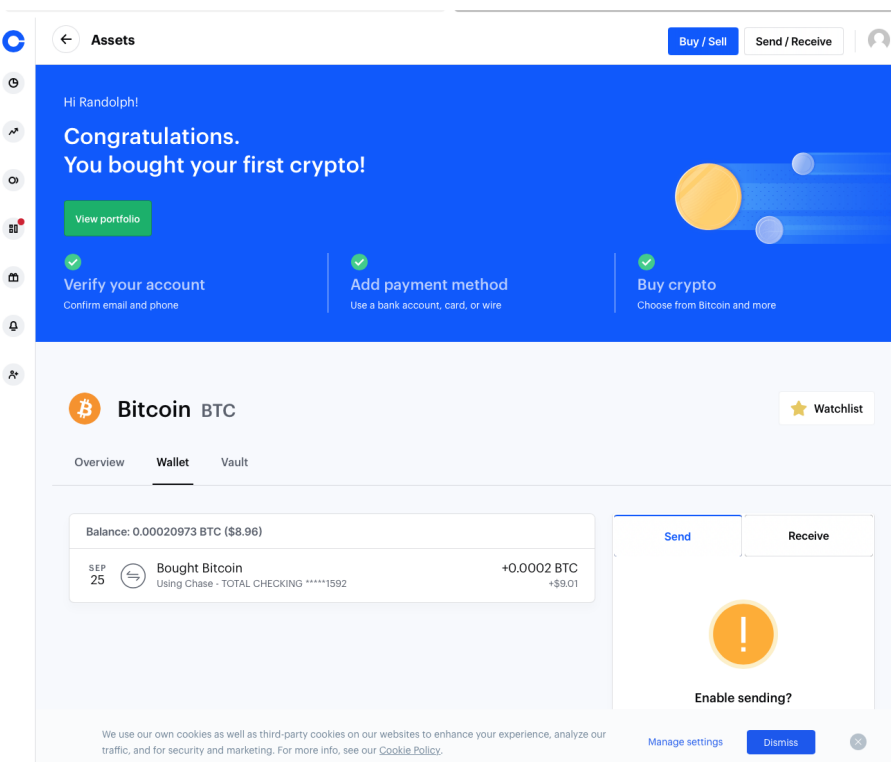 Assets
Buy / Sell
Send / Receive
Hi Randolph!
Congratulations.
You bought your first crypto!
View portfolio
Verify your account
Confirm email and phone
Add payment method
Use a bank account, card, or wire
Buy crypto
Choose from Bitcoin and more
Bitcoin BTC
Watchlist
Overview
Wallet
Vault
Balance: 0.00020973 BTC ($8.96)
SEP
25
Bought Bitcoin
Using Chase - TOTAL CHECKING *****1592
+0.0002 BTC
+$9.01
Send
Receive
Enable sending?
We use our own cookies as well as third-party cookies on our websites to enhance your experience, analyze our
traffic, and for security and marketing. For more info, see our Cookie Policy.
Manage settings
Dismiss